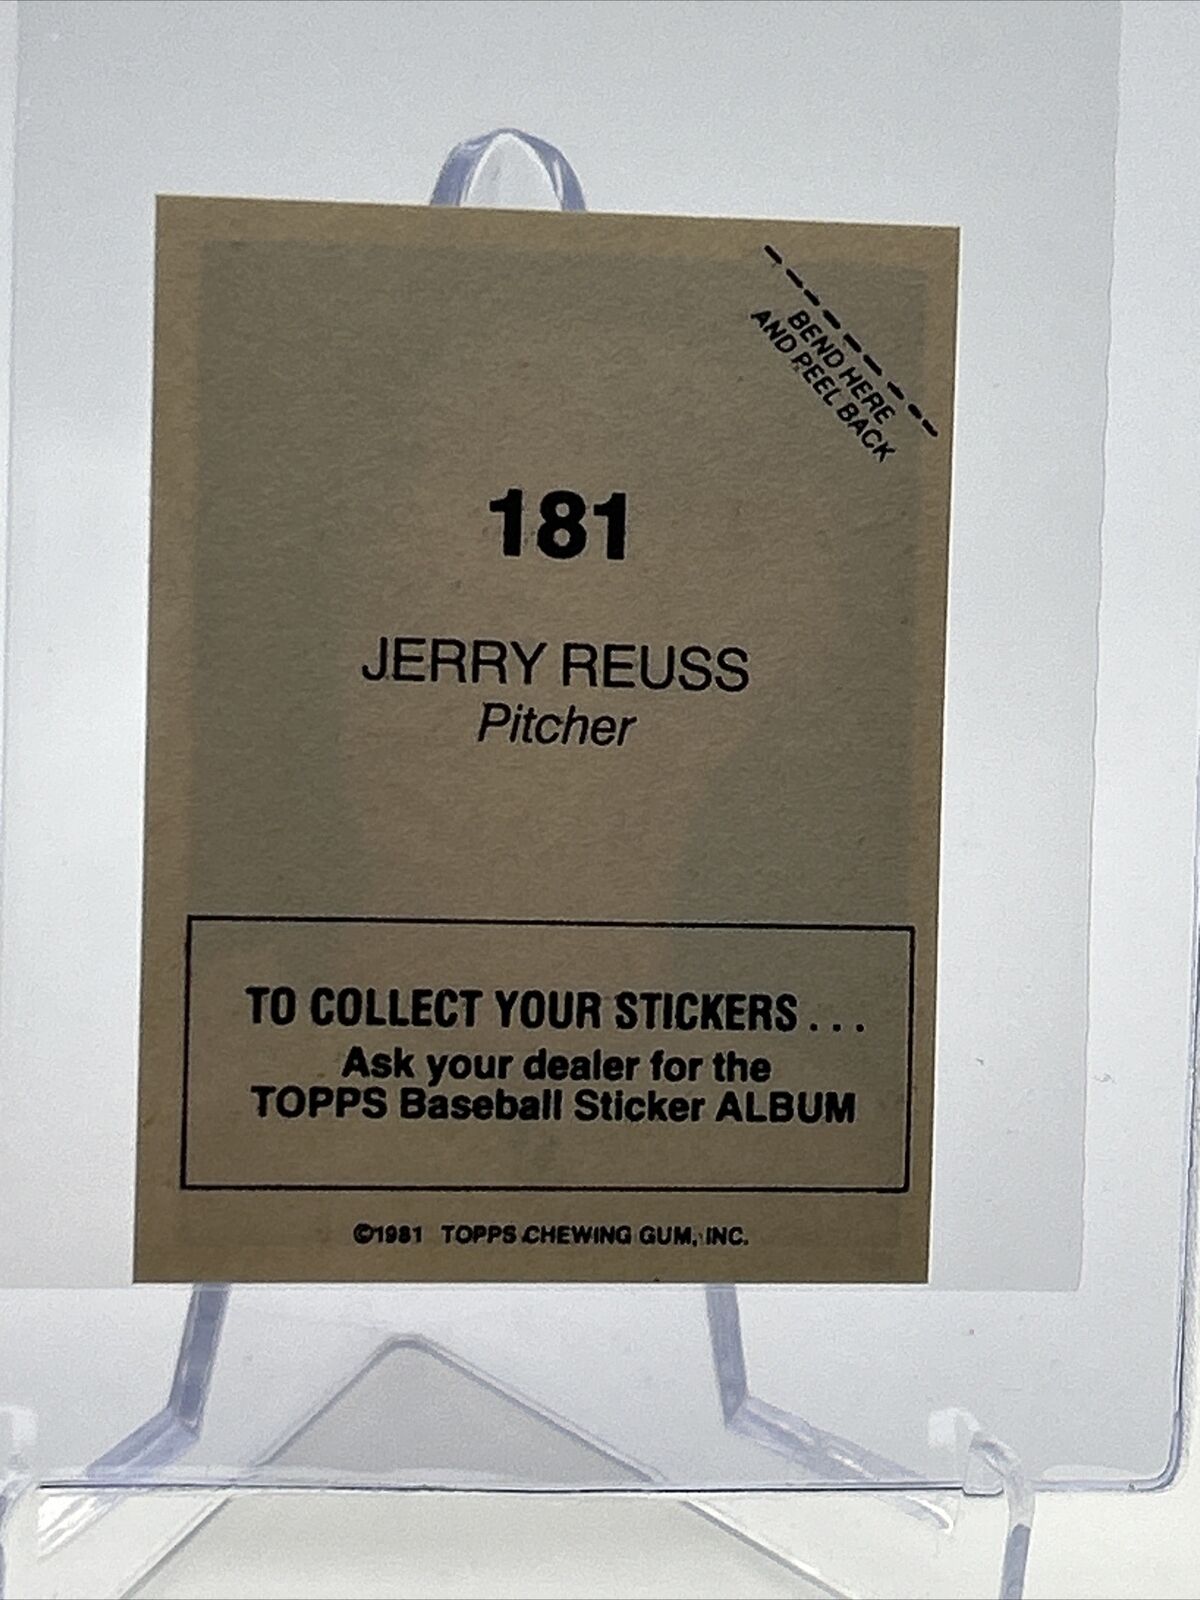 BEND HERE
AND PEEL BACK
181
JERRY REUSS
Pitcher
TO COLLECT YOUR STICKERS . . .
Ask your dealer for the
TOPPS Baseball Sticker ALBUM
©1981 TOPPS CHEWING GUM, INC.